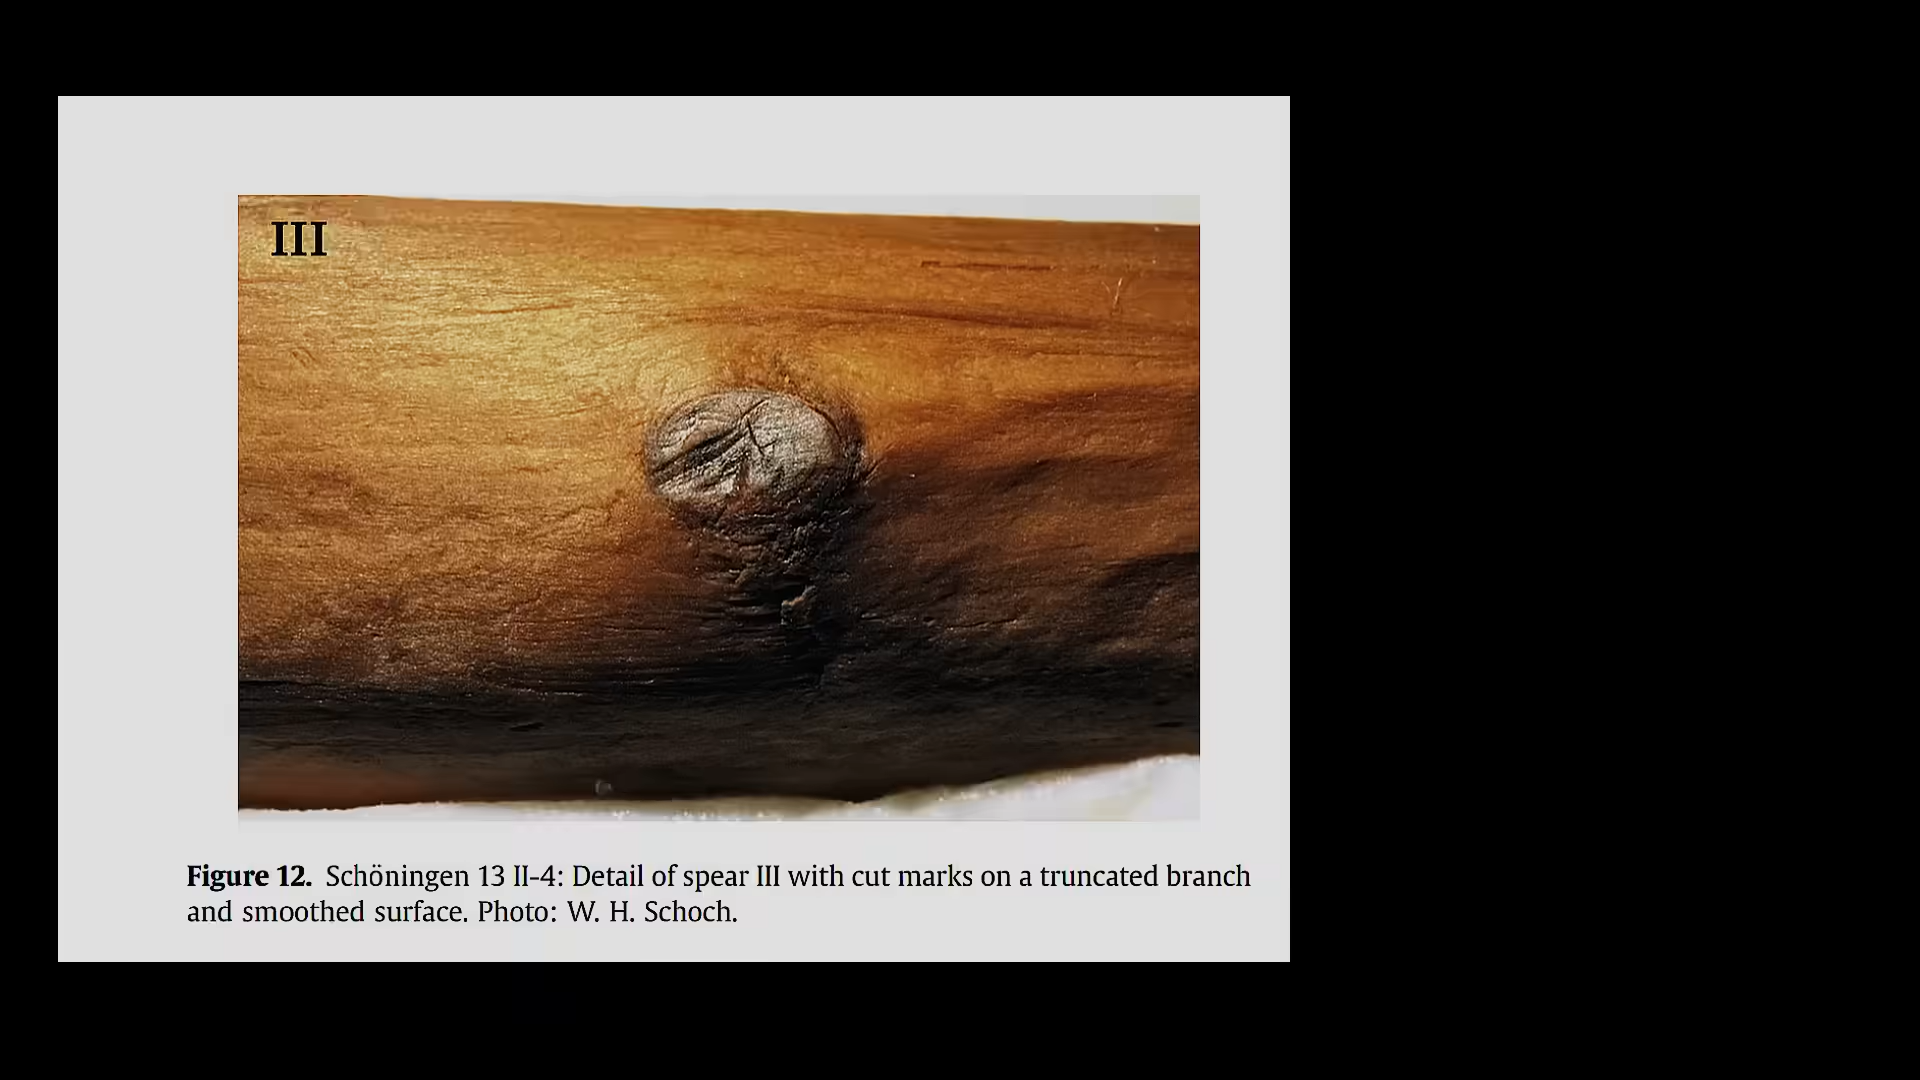 III
Figure 12. Schöningen 13 II-4: Detail of spear III with cut marks on a truncated branch
and smoothed surface. Photo: W. H. Schoch.